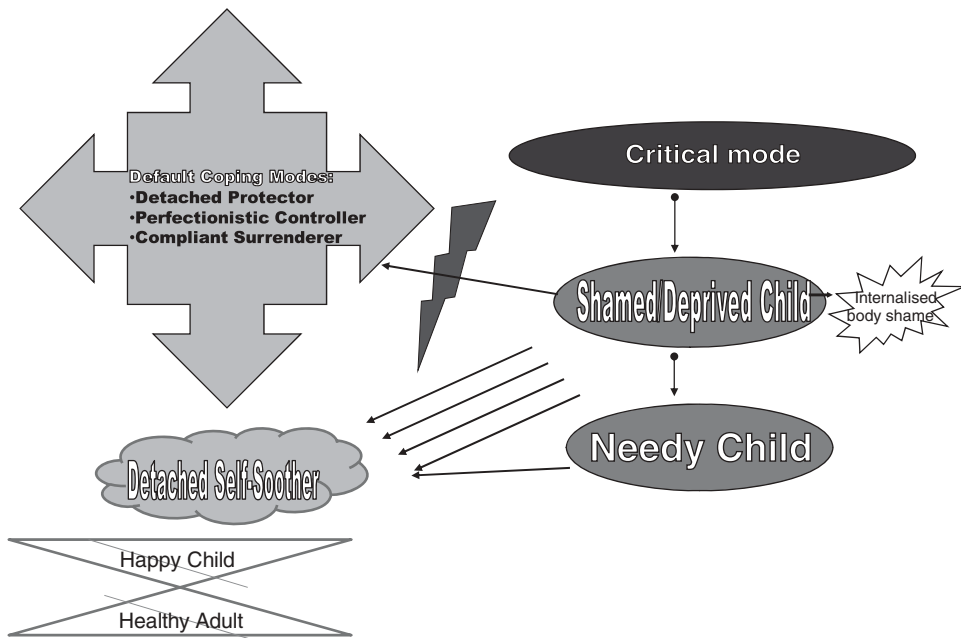 Default Coping Modes:
•Detached Protector
•Perfectionistic Controller
•Compliant Surrenderer
Critical mode
Shamed/Deprived Child
Internalised
body shame
Needy Child
Detached Self-Soother
Happy Child
Healthy Adult